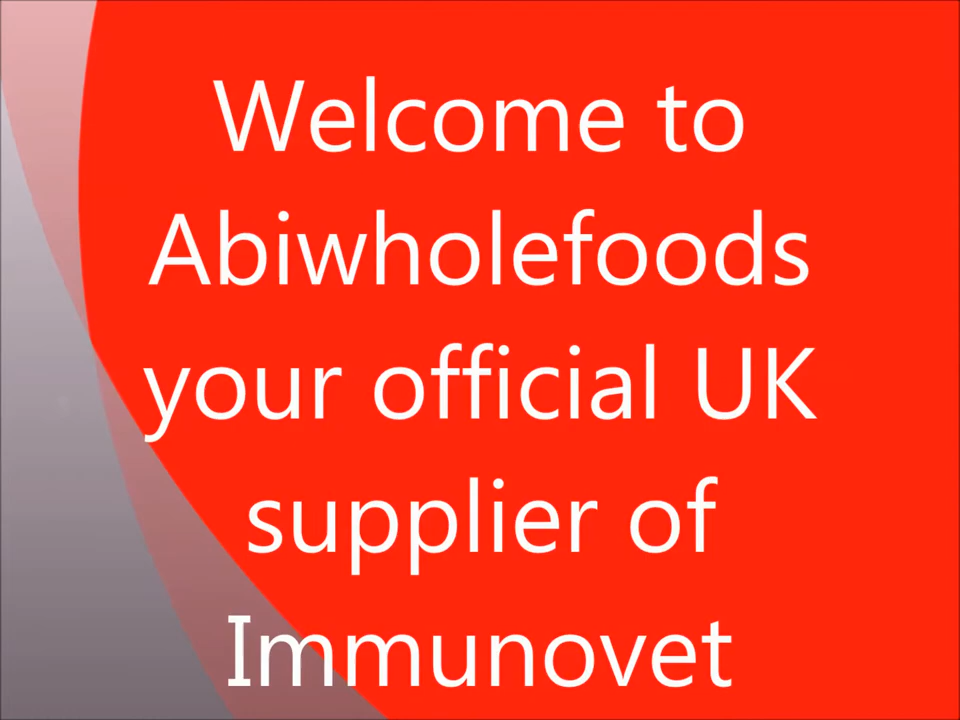 Welcome to
Abiwholefoods
your official UK
supplier of
Immunovet